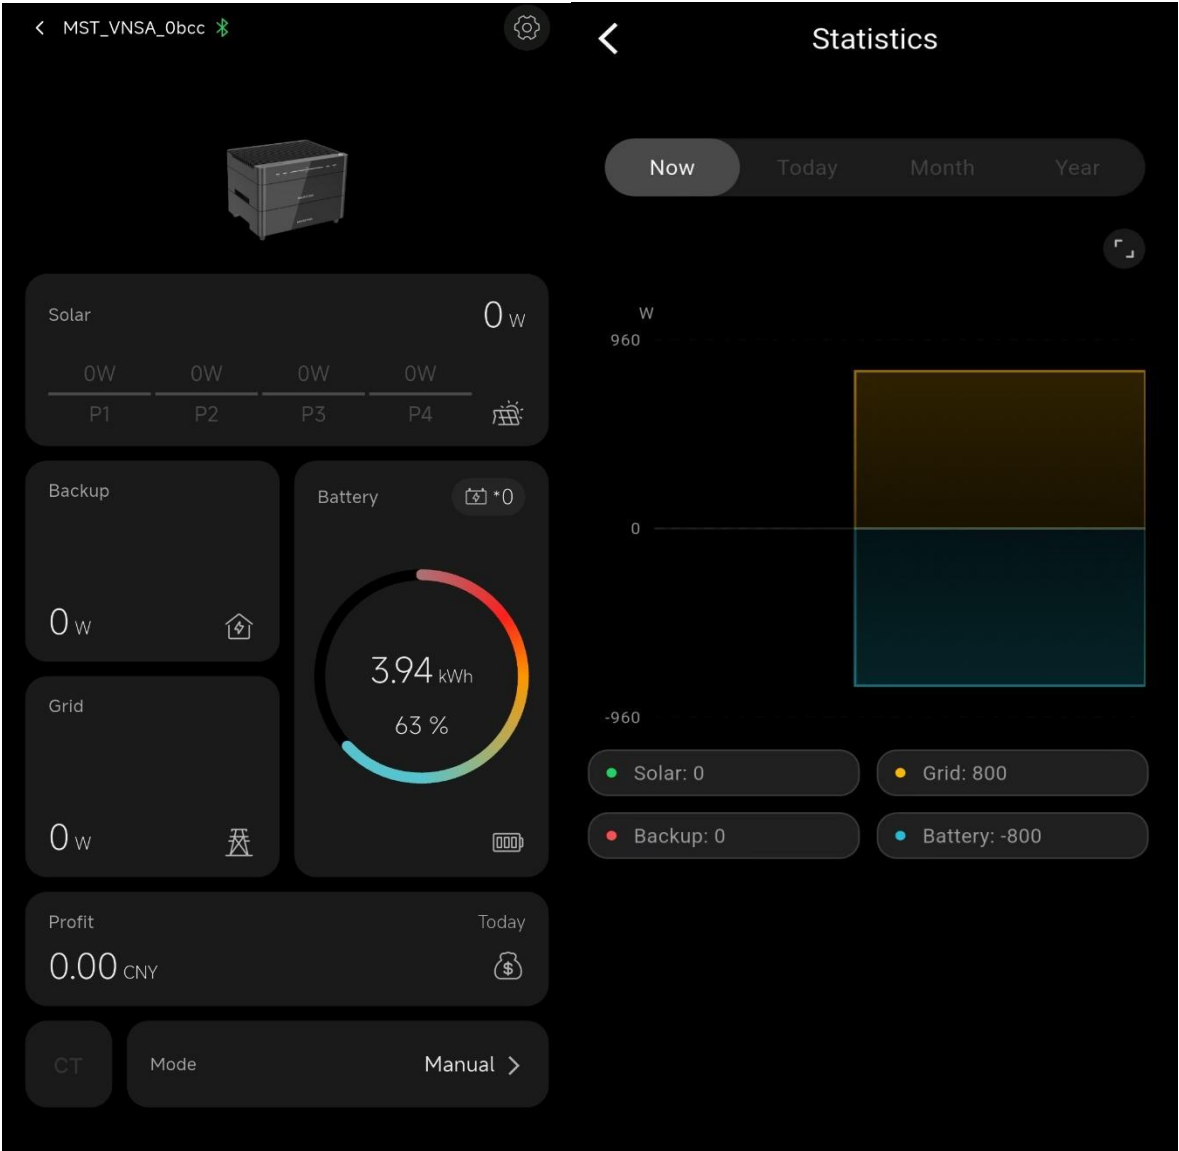 MST_VNSA_0bcc
Solar
0 W
0W 0W 0W 0W
P1 P2 P3 P4
Backup
0 W
Battery
*0
3.94 kWh
63 %
Grid
0 W
Profit
Today
0.00 CNY
$
CT
Mode
Manual
Statistics
Now Today Month Year
W
960
0
-960
Solar: 0
Grid: 800
Backup: 0
Battery: -800